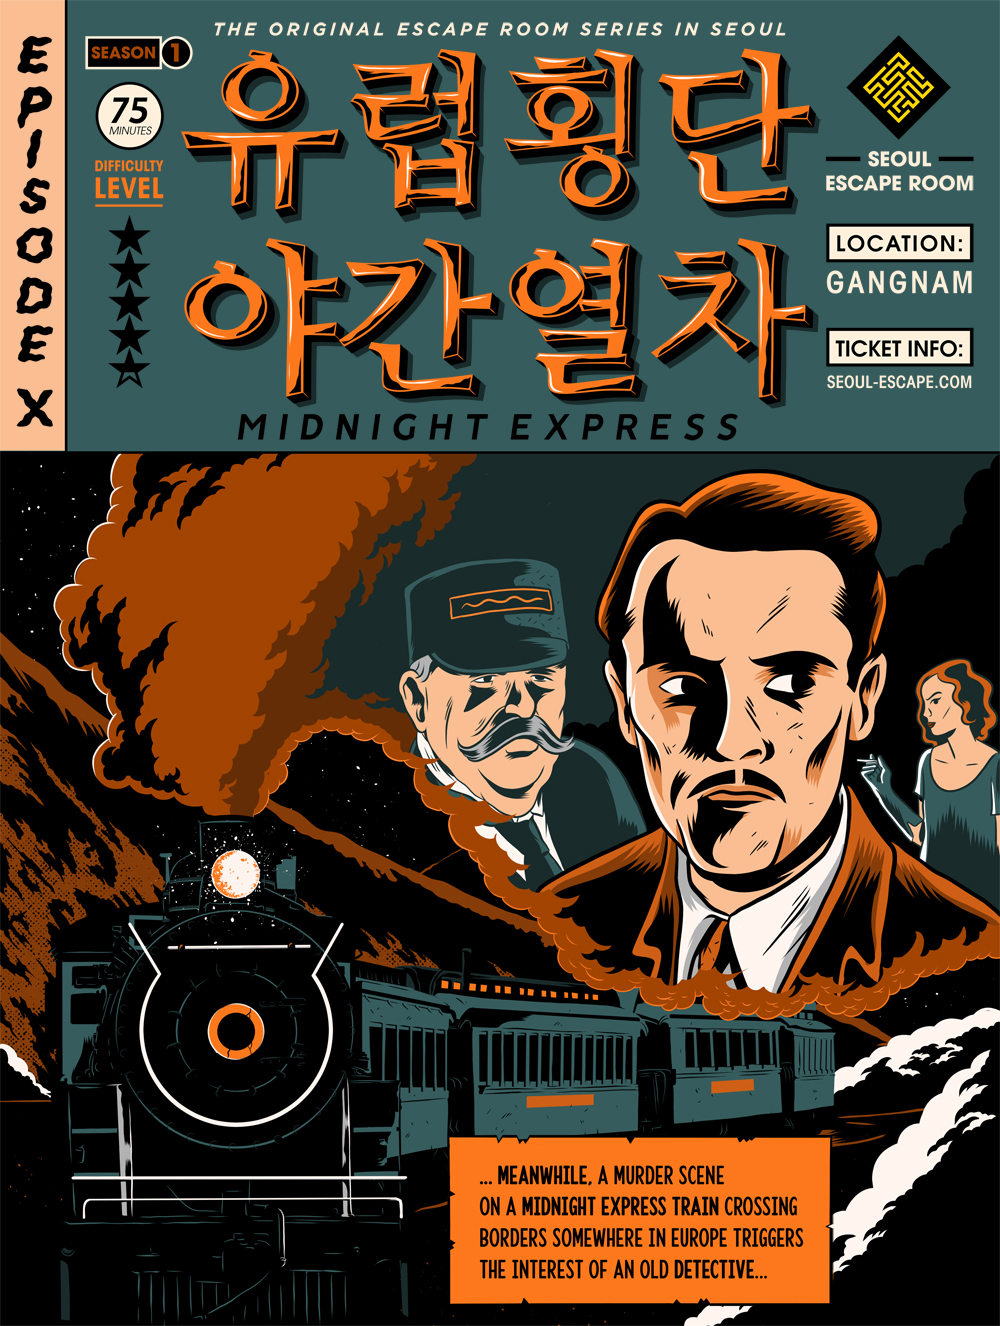 EPISODE X
THE ORIGINAL ESCAPE ROOM SERIES IN SEOUL
SEASON 1
75
MINUTES
DIFFICULTY
LEVEL
유럽횡단
야간열차
MIDNIGHT EXPRESS
SEOUL
ESCAPE ROOM
LOCATION:
GANGNAM
TICKET INFO:
SEOUL-ESCAPE.COM
... MEANWHILE, A MURDER SCENE
ON A MIDNIGHT EXPRESS TRAIN CROSSING
BORDERS SOMEWHERE IN EUROPE TRIGGERS
THE INTEREST OF AN OLD DETECTIVE...